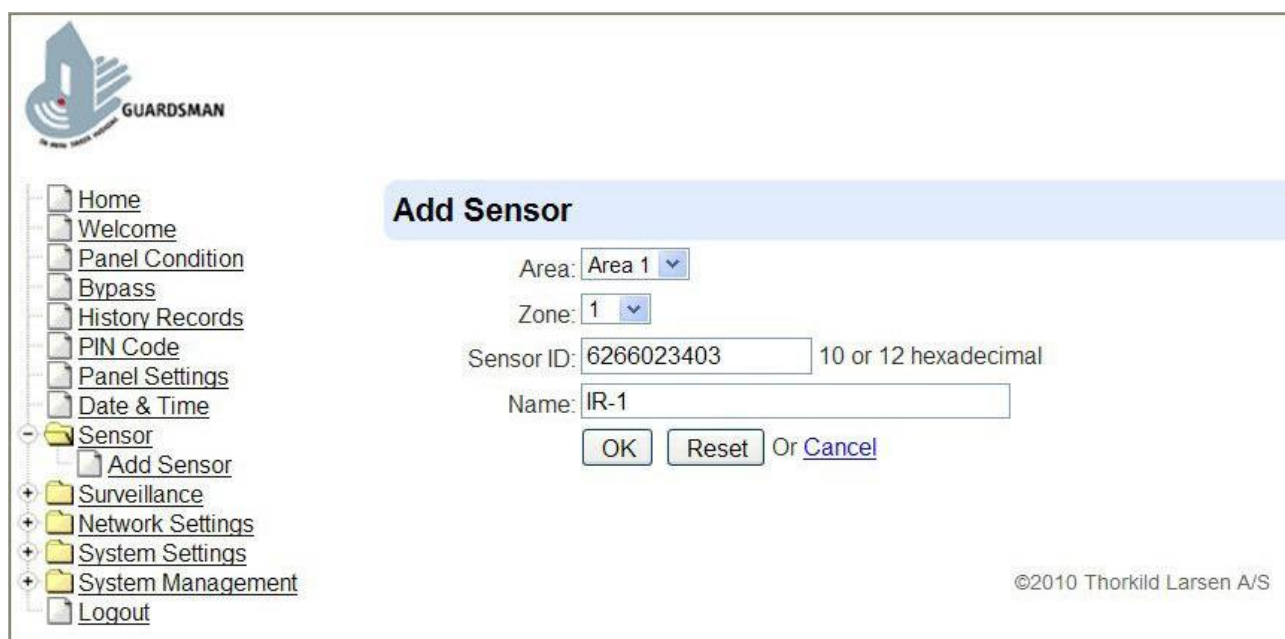 GUARDSMAN
Home
Welcome
Panel Condition
Bypass
History Records
PIN Code
Panel Settings
Date & Time
Sensor
Add Sensor
Surveillance
Network Settings
System Settings
System Management
Logout
Add Sensor
Area: Area 1
Zone: 1
Sensor ID: 6266023403 10 or 12 hexadecimal
Name: IR-1
OK Reset Or Cancel
©2010 Thorkild Larsen A/S